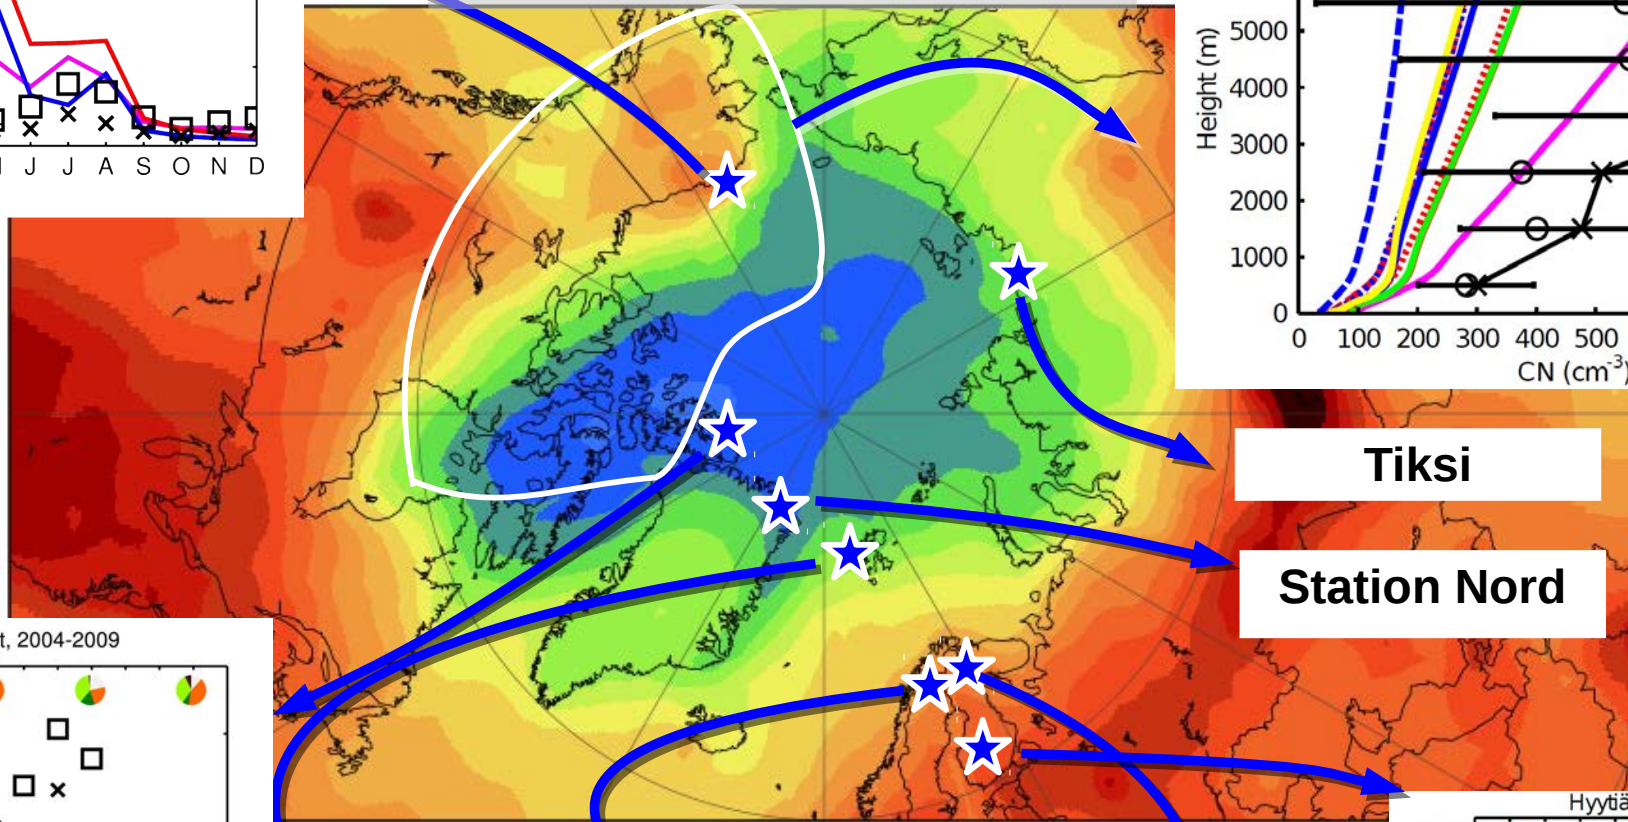 J J A S O N D
Height (m)
5000
4000
3000
2000
1000
0
0 100 200 300 400 500
CN (cm⁻³)
Tiksi
Station Nord
t, 2004-2009
Hyytiä